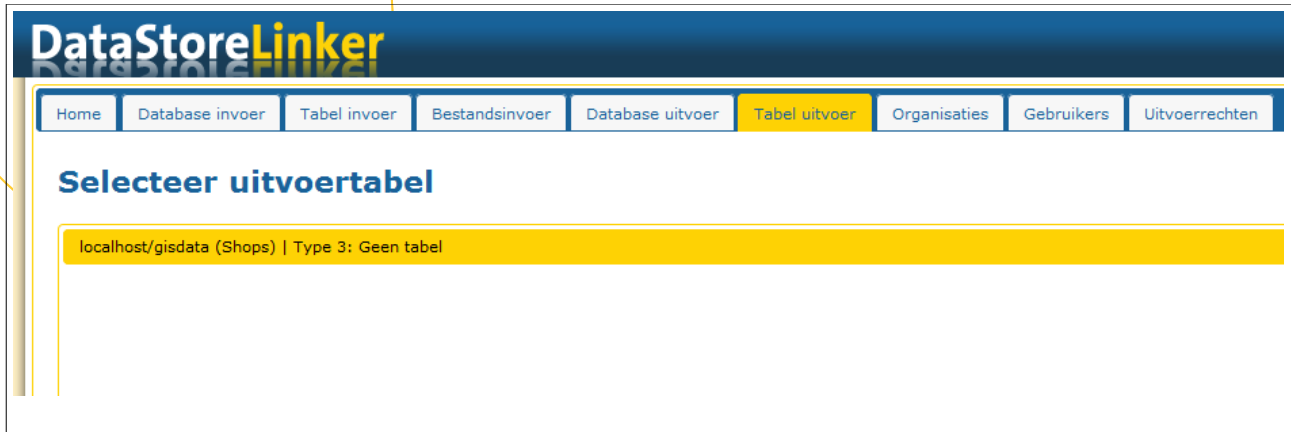 DataStoreLinker
Home Database invoer Tabel invoer Bestandsinvoer Database uitvoer Tabel uitvoer Organisaties Gebruikers Uitvoerrechten
Selecteer uitvoertabel
localhost/gisdata (Shops) | Type 3: Geen tabel